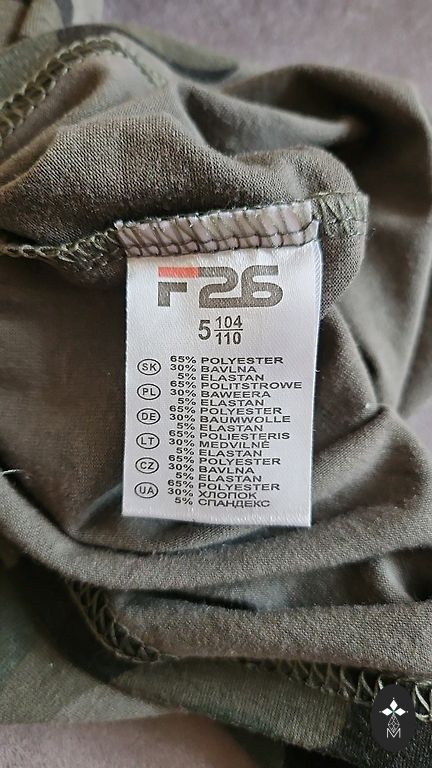 F26
5 104/110
SK 65% POLYESTER
30% BAVLNA
5% ELASTAN
PL 65% POLITSTROWE
30% BAWEERA
5% ELASTAN
DE 65% POLYESTER
30% BAUMWOLLE
5% ELASTAN
LT 65% POLIESTERIS
30% MEDVILNĖ
5% ELASTAN
CZ 65% POLYESTER
30% BAVLNA
5% ELASTAN
UA 65% POLYESTER
30% ХЛОПОК
5% СПАНДЕКС
M